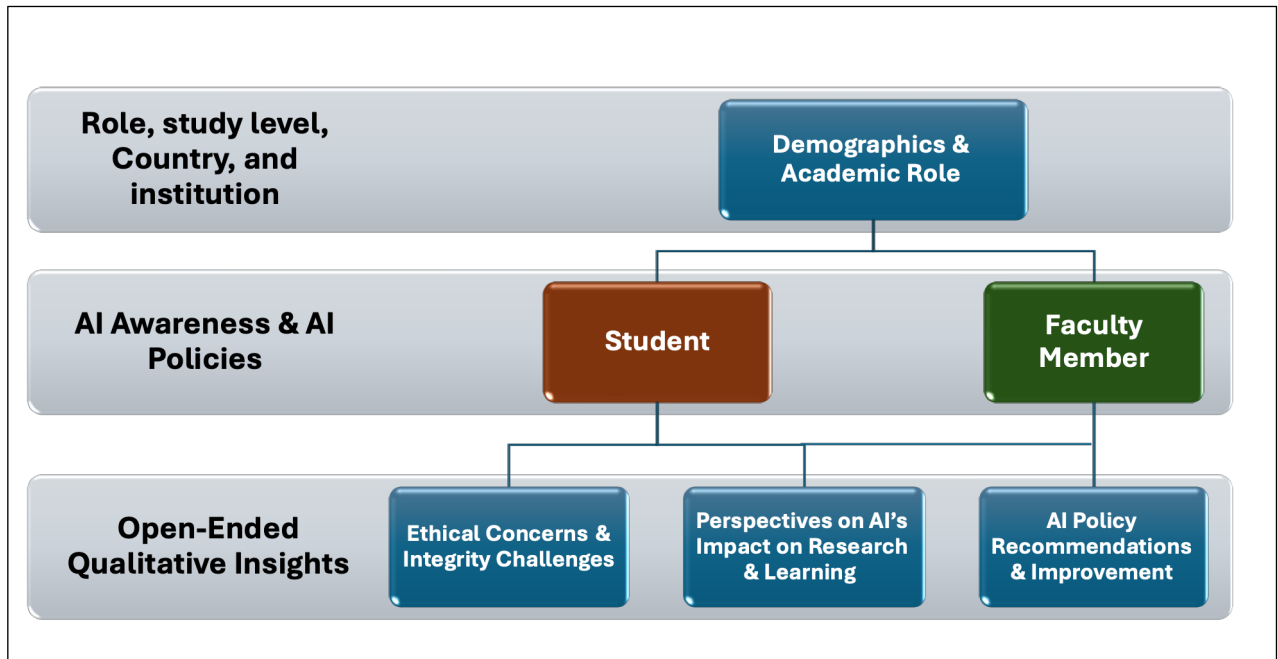 Role, study level,
Country, and
institution
Demographics &
Academic Role
AI Awareness & AI
Policies
Student
Faculty
Member
Open-Ended
Qualitative Insights
Ethical Concerns &
Integrity Challenges
Perspectives on AI’s
Impact on Research
& Learning
AI Policy
Recommendations
& Improvement